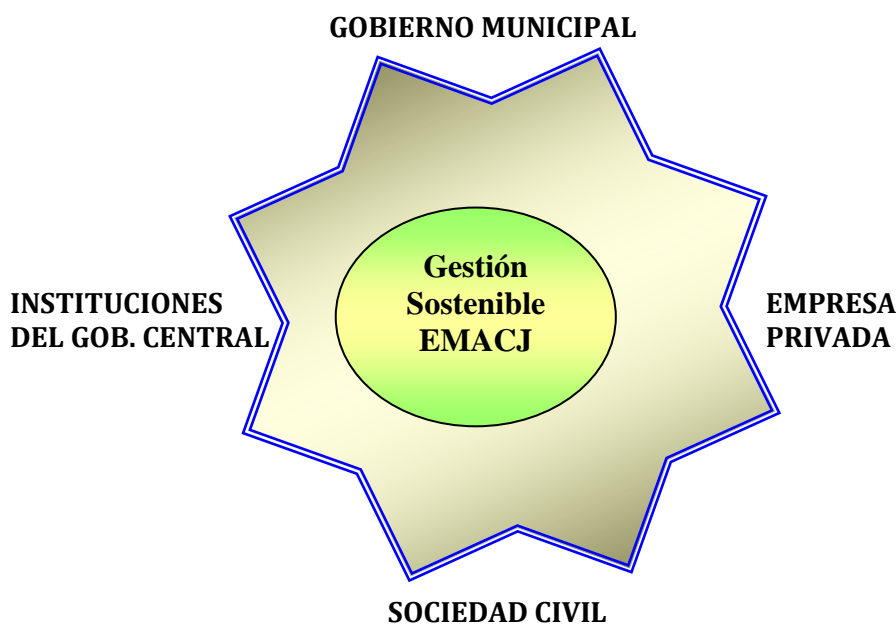 GOBIERNO MUNICIPAL
INSTITUCIONES
DEL GOB. CENTRAL
Gestión
Sostenible
EMACJ
EMPRESA
PRIVADA
SOCIEDAD CIVIL